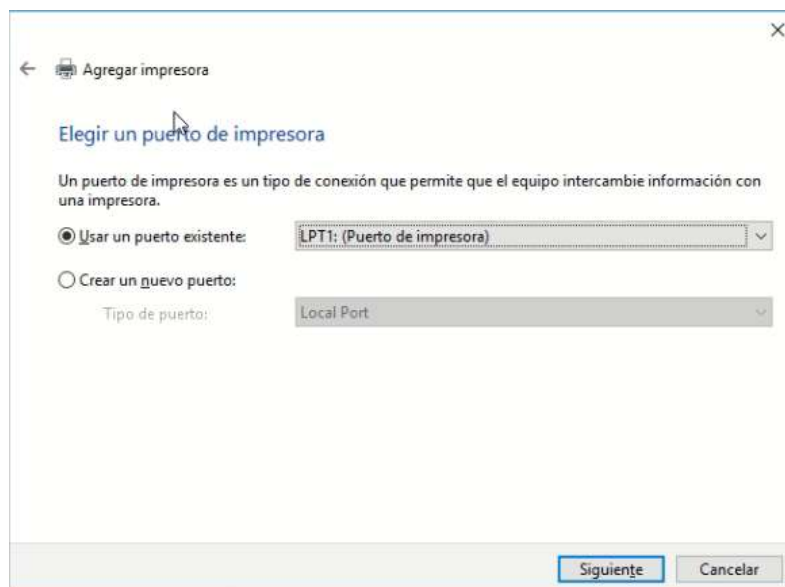 Agregar impresora
Elegir un puerto de impresora
Un puerto de impresora es un tipo de conexión que permite que el equipo intercambie información con
una impresora.
Usar un puerto existente: LPT1: (Puerto de impresora)
Crear un nuevo puerto:
Tipo de puerto: Local Port
Siguiente Cancelar